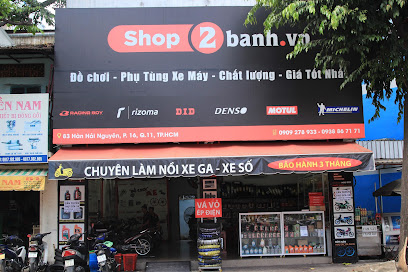 Shop 2 banh.vn
Đồ chơi - Phụ Tùng Xe Máy - Chất lượng - Giá Tốt Nhất
RACING BOY rizoma DID DENSO MOTUL MICHELIN
83 Hàn Hải Nguyên, P. 16, Q.11, TP.HCM
0909 378 933 - 0938 86 71 71
CHUYÊN LÀM NỒI XE GA - XE SỐ
BẢO HÀNH 3 THÁNG
VÁ VỎ
ÉP ĐIỆN
NAM